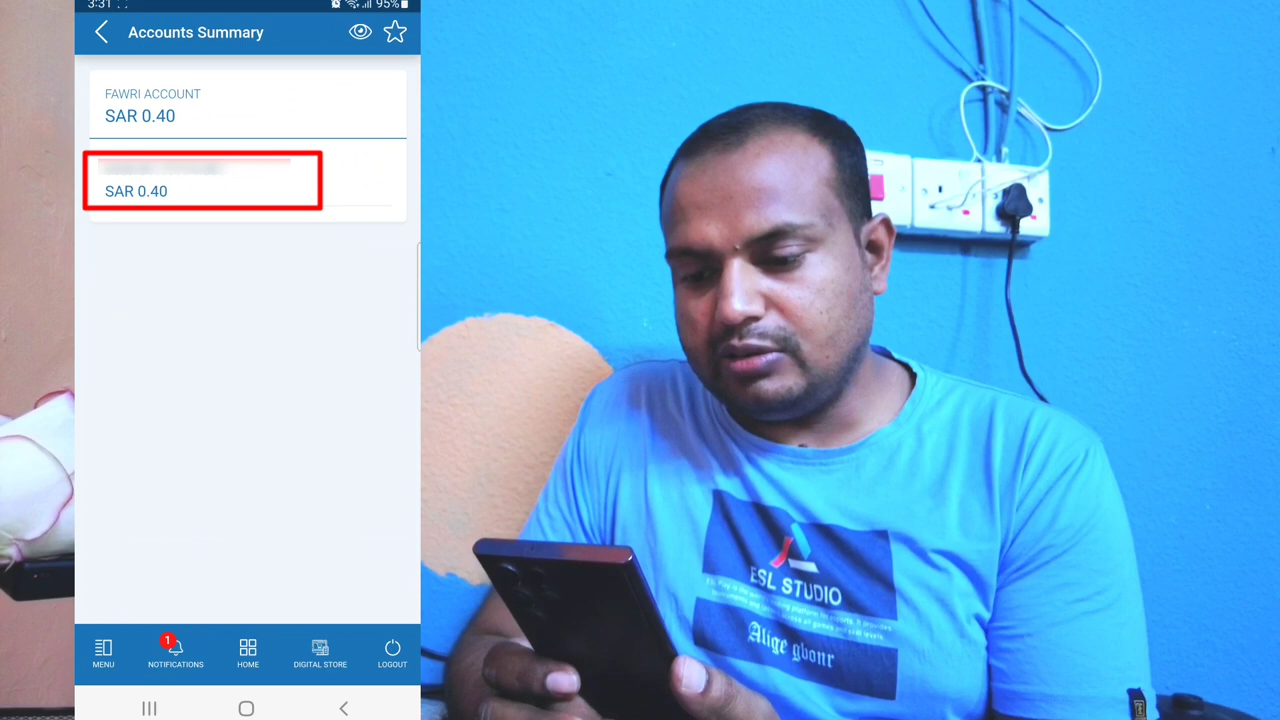 3:31
95%
Accounts Summary
FAWRI ACCOUNT
SAR 0.40
SAR 0.40
1
MENU
NOTIFICATIONS
HOME
DIGITAL STORE
LOGOUT
ESL STUDIO
Alige gbonr